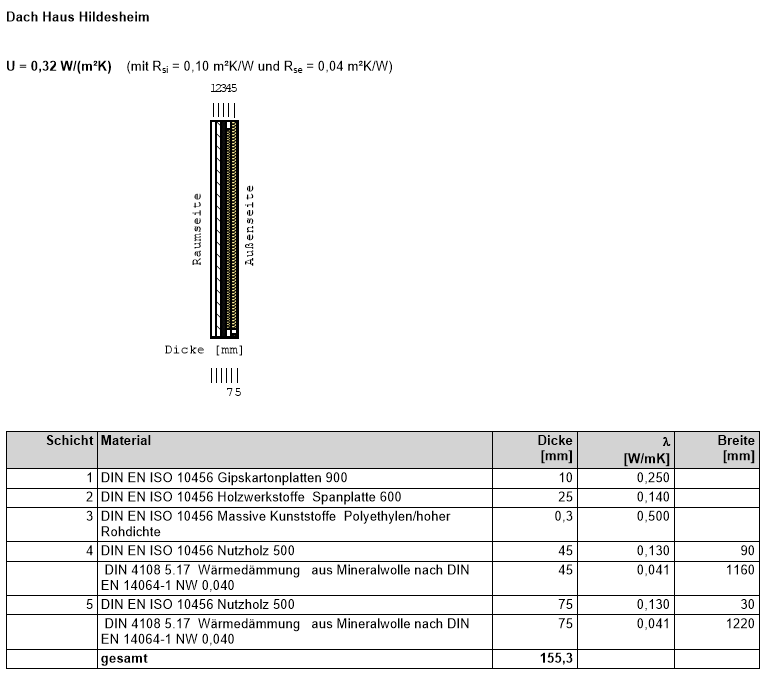 Dach Haus Hildesheim
U = 0,32 W/(m²K) (mit Rsi = 0,10 m²K/W und Rse = 0,04 m²K/W)
12345
Raumseite
Außenseite
Dicke [mm]
75
Schicht Material Dicke [mm] λ [W/mK] Breite [mm]
1 DIN EN ISO 10456 Gipskartonplatten 900 10 0,250
2 DIN EN ISO 10456 Holzwerkstoffe Spanplatte 600 25 0,140
3 DIN EN ISO 10456 Massive Kunststoffe Polyethylen/hoher 0,3 0,500
Rohdichte
4 DIN EN ISO 10456 Nutzholz 500 45 0,130 90
DIN 4108 5.17 Wärmedämmung aus Mineralwolle nach DIN 45 0,041 1160
EN 14064-1 NW 0,040
5 DIN EN ISO 10456 Nutzholz 500 75 0,130 30
DIN 4108 5.17 Wärmedämmung aus Mineralwolle nach DIN 75 0,041 1220
EN 14064-1 NW 0,040
gesamt 155,3